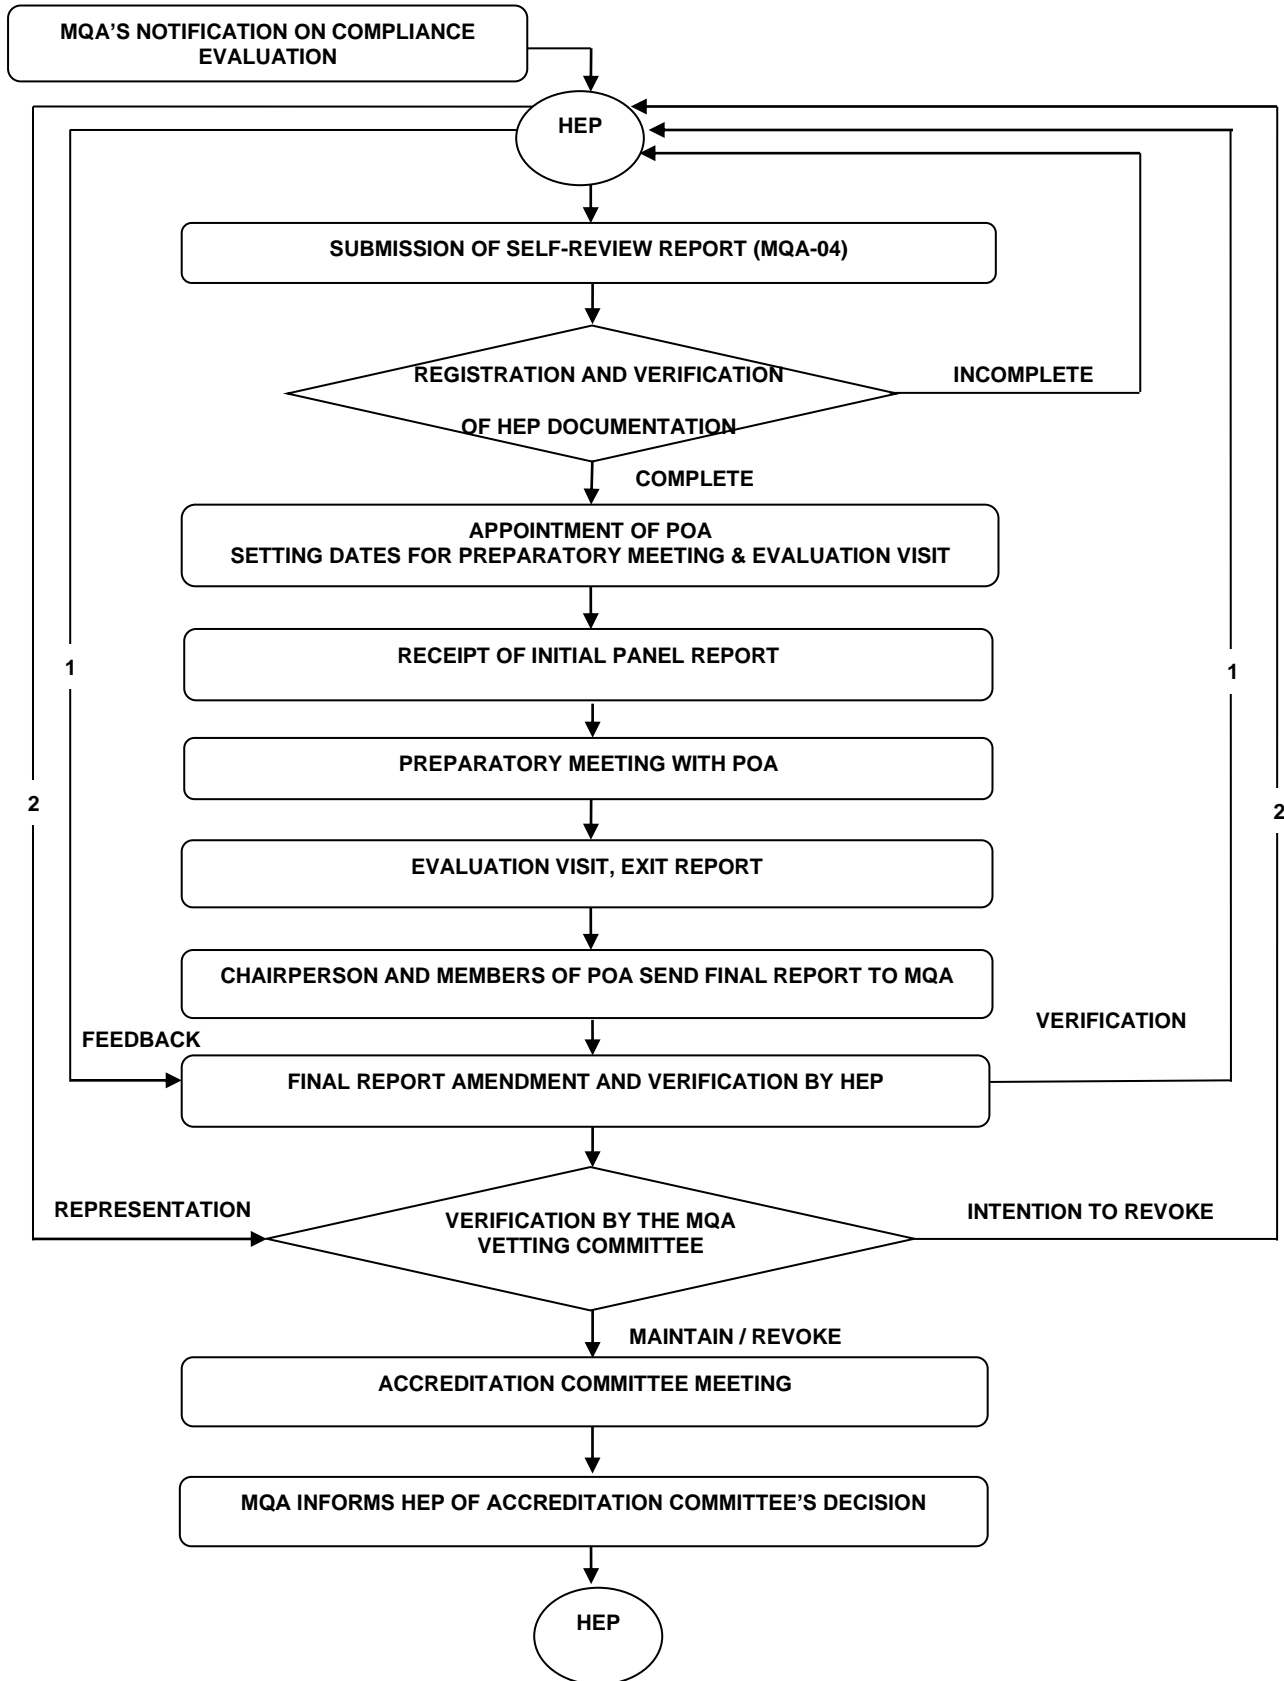 MQA'S NOTIFICATION ON COMPLIANCE
EVALUATION
HEP
SUBMISSION OF SELF-REVIEW REPORT (MQA-04)
REGISTRATION AND VERIFICATION
INCOMPLETE
OF HEP DOCUMENTATION
COMPLETE
APPOINTMENT OF POA
SETTING DATES FOR PREPARATORY MEETING & EVALUATION VISIT
RECEIPT OF INITIAL PANEL REPORT
1
1
PREPARATORY MEETING WITH POA
2
2
EVALUATION VISIT, EXIT REPORT
CHAIRPERSON AND MEMBERS OF POA SEND FINAL REPORT TO MQA
VERIFICATION
FEEDBACK
FINAL REPORT AMENDMENT AND VERIFICATION BY HEP
REPRESENTATION
VERIFICATION BY THE MQA
VETTING COMMITTEE
INTENTION TO REVOKE
MAINTAIN / REVOKE
ACCREDITATION COMMITTEE MEETING
MQA INFORMS HEP OF ACCREDITATION COMMITTEE'S DECISION
HEP